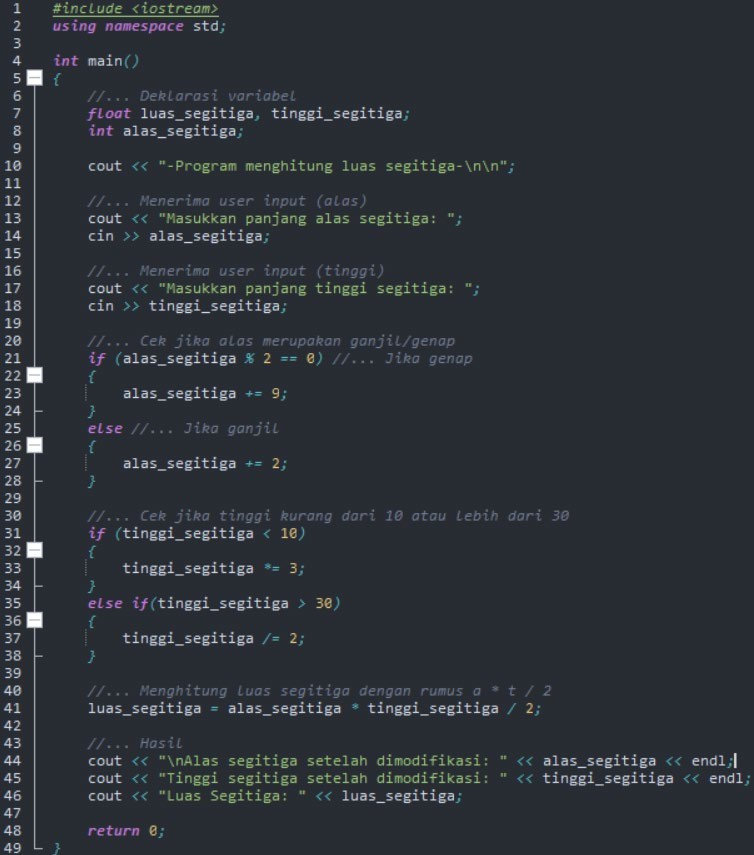 1 #include <iostream>
2 using namespace std;
3
4 int main()
5 {
6 //... Deklarasi variabel
7 float luas_segitiga, tinggi_segitiga;
8 int alas_segitiga;
9
10 cout << "-Program menghitung luas segitiga-\n\n";
11
12 //... Menerima user input (alas)
13 cout << "Masukkan panjang alas segitiga: ";
14 cin >> alas_segitiga;
15
16 //... Menerima user input (tinggi)
17 cout << "Masukkan panjang tinggi segitiga: ";
18 cin >> tinggi_segitiga;
19
20 //... Cek jika alas merupakan ganjil/genap
21 if (alas_segitiga % 2 == 0) //... Jika genap
22 {
23 alas_segitiga += 9;
24 }
25 else //... Jika ganjil
26 {
27 alas_segitiga += 2;
28 }
29
30 //... Cek jika tinggi kurang dari 10 atau lebih dari 30
31 if (tinggi_segitiga < 10)
32 {
33 tinggi_segitiga *= 3;
34 }
35 else if(tinggi_segitiga > 30)
36 {
37 tinggi_segitiga /= 2;
38 }
39
40 //... Menghitung luas segitiga dengan rumus a * t / 2
41 luas_segitiga = alas_segitiga * tinggi_segitiga / 2;
42
43 //... Hasil
44 cout << "\nAlas segitiga setelah dimodifikasi: " << alas_segitiga << endl;
45 cout << "Tinggi segitiga setelah dimodifikasi: " << tinggi_segitiga << endl;
46 cout << "Luas Segitiga: " << luas_segitiga;
47
48 return 0;
49 }